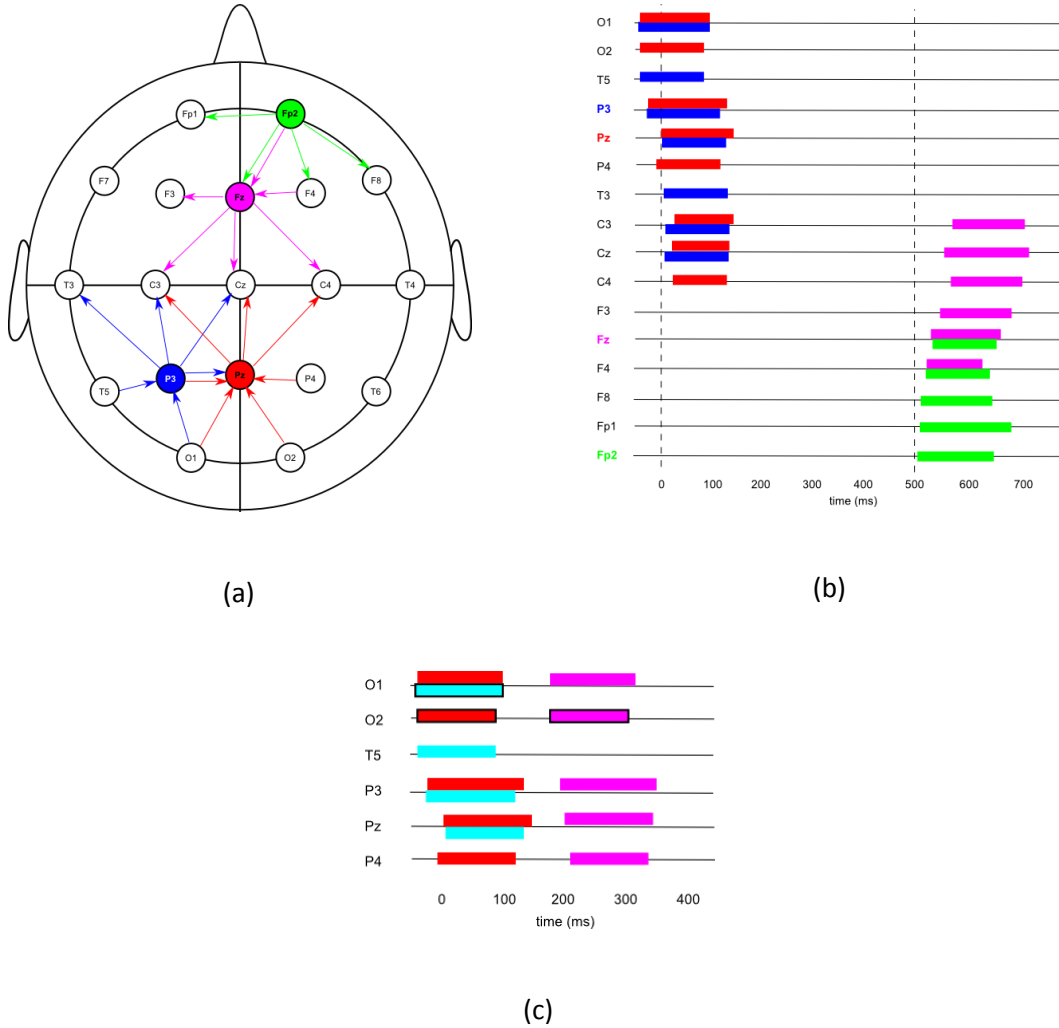 Fp1
Fp2
F7
F3
Fz
F4
F8
T3
C3
Cz
C4
T4
T5
P3
Pz
P4
T6
O1
O2
(a)
O1
O2
T5
P3
Pz
P4
T3
C3
Cz
C4
F3
Fz
F4
F8
Fp1
Fp2
0 100 200 300 400 500 600 700
time (ms)
(b)
O1
O2
T5
P3
Pz
P4
0 100 200 300 400
time (ms)
(c)